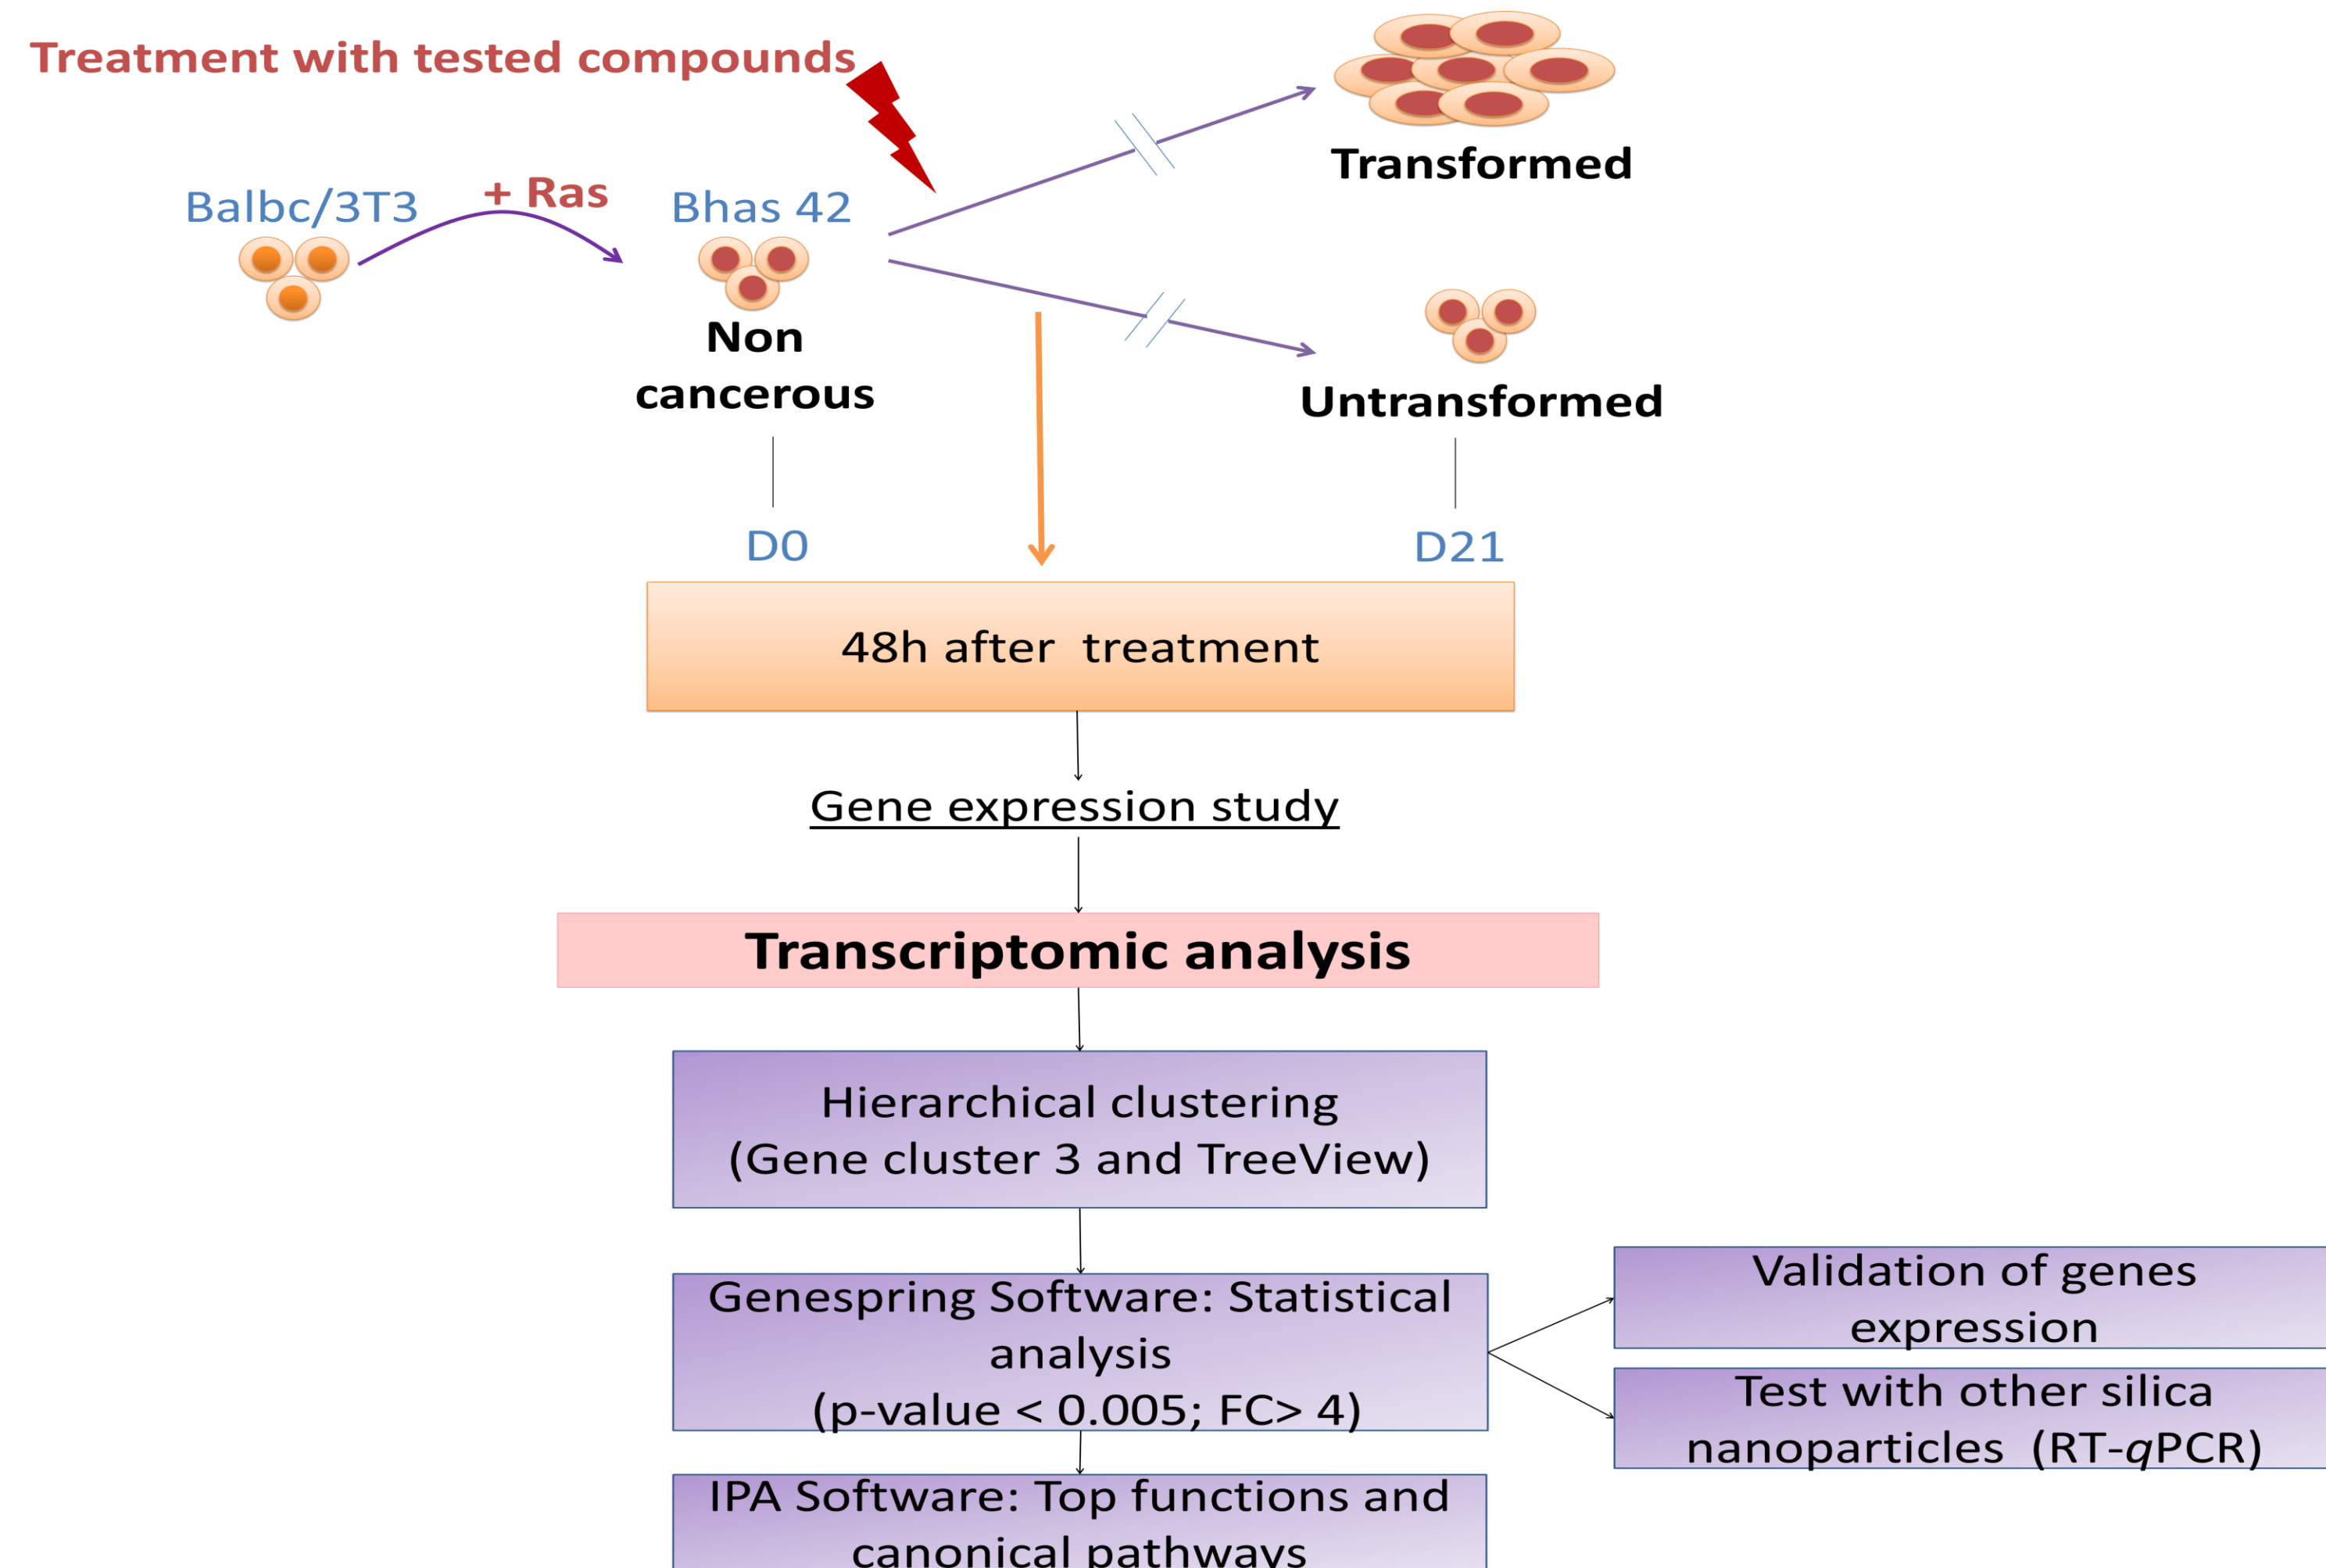 Treatment with tested compounds
Balbc/3T3
+ Ras
Bhas 42
Transformed
Non
cancerous
Untransformed
D0
D21
48h after  treatment
Gene expression study
Transcriptomic analysis
Hierarchical clustering
(Gene cluster 3 and TreeView)
Genespring Software: Statistical
analysis
(p-value < 0.005; FC> 4)
Validation of genes
expression
Test with other silica
nanoparticles  (RT-qPCR)
IPA Software: Top functions and
canonical pathways